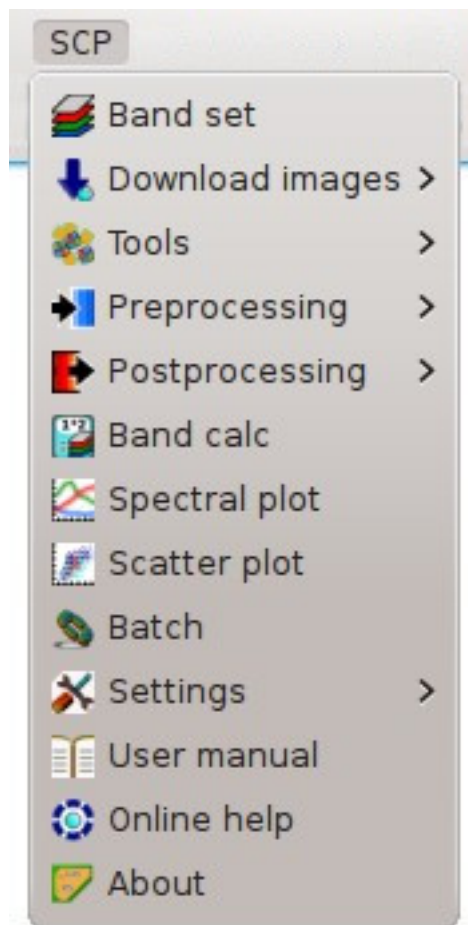 SCP
Band set
Download images >
Tools >
Preprocessing >
Postprocessing >
Band calc
Spectral plot
Scatter plot
Batch
Settings >
User manual
Online help
About